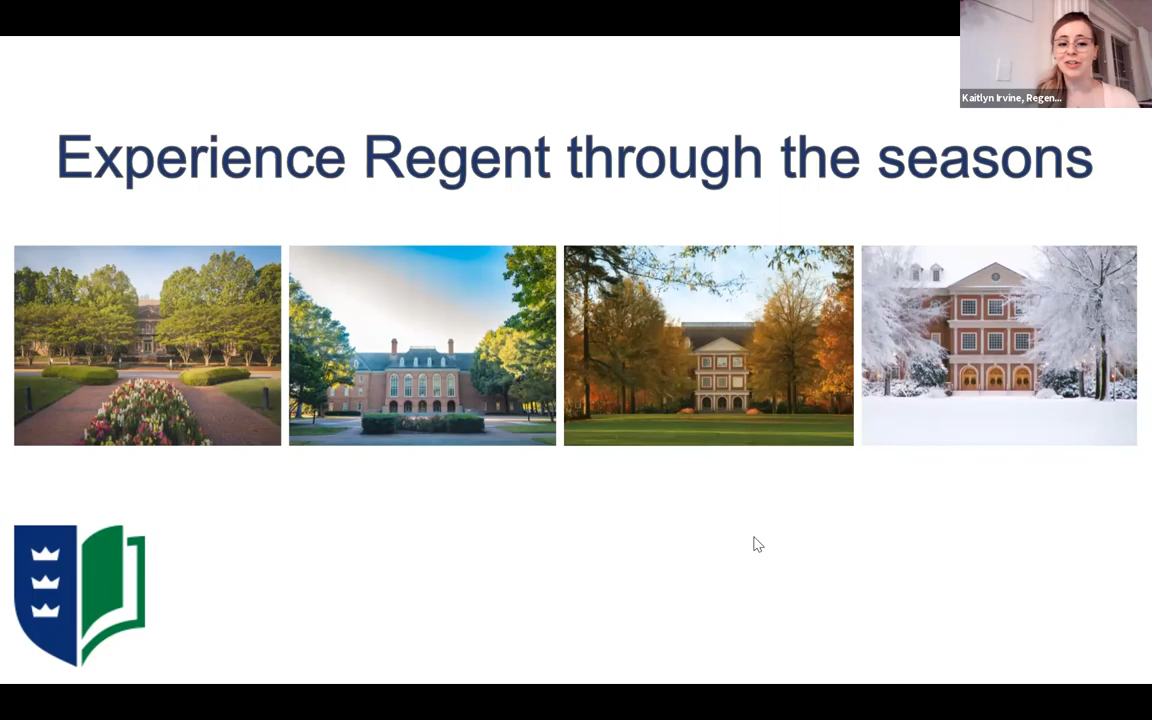 Kaitlyn Irvine, Regen...
Experience Regent through the seasons